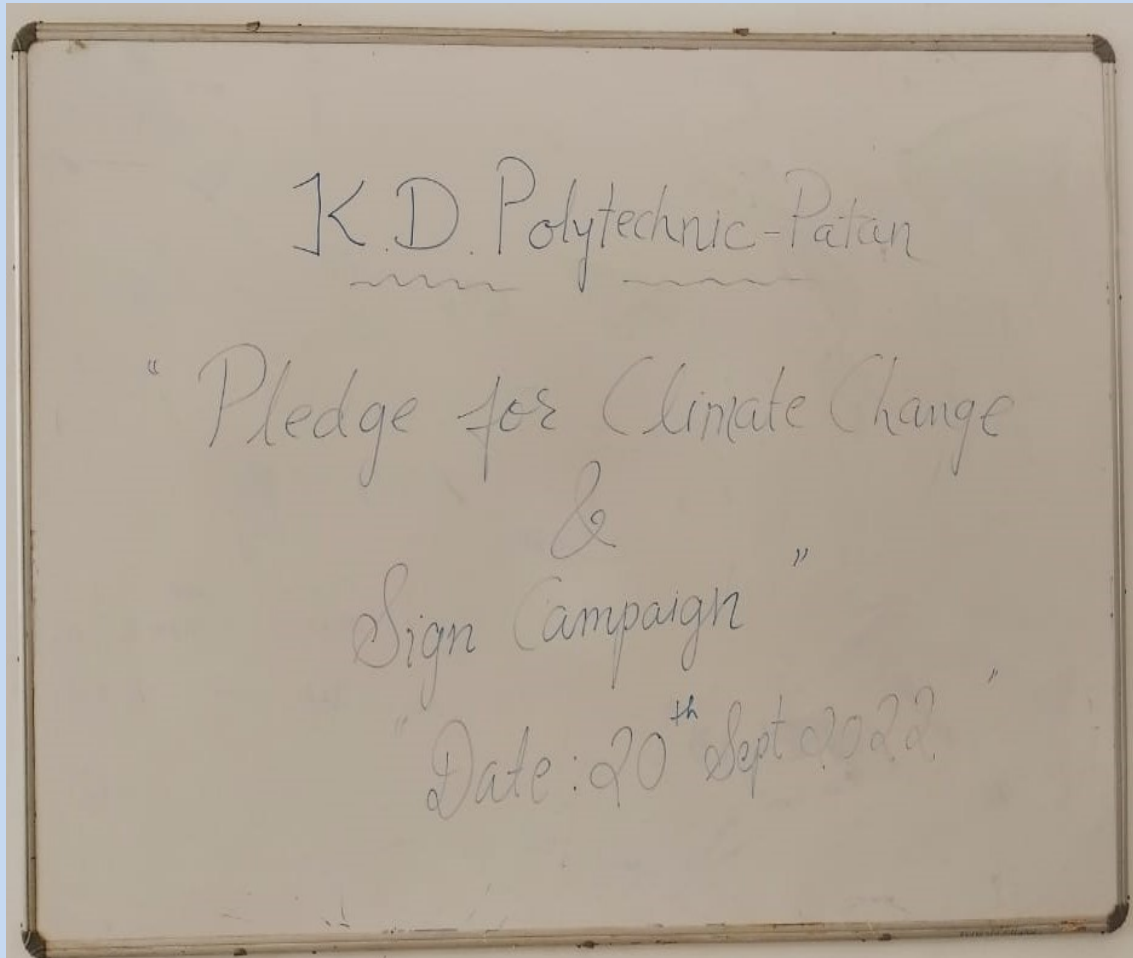 K.D. Polytechnic-Patan
" Pledge for Climate Change
&
Sign Campaign "
" Date : 20th Sept 2022 "